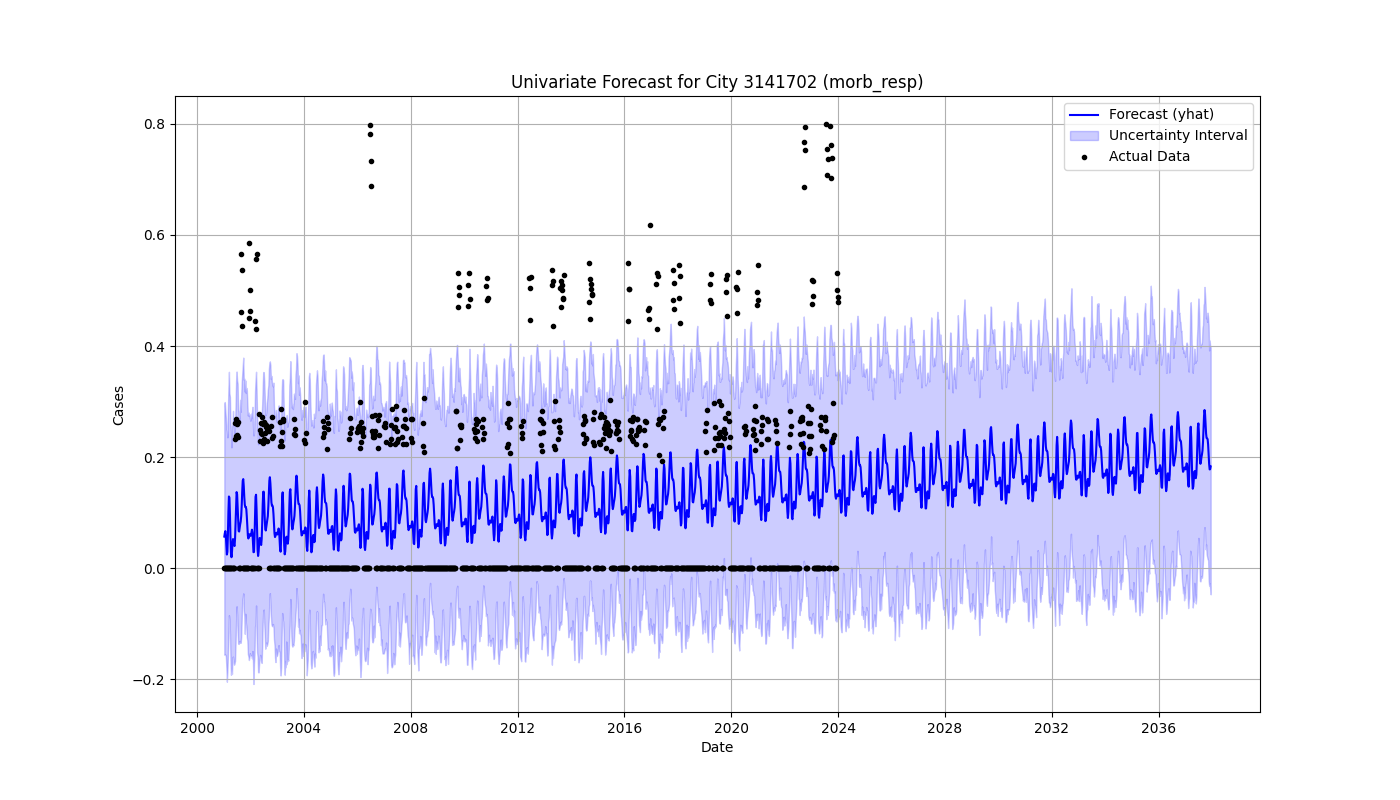 Univariate Forecast for City 3141702 (morb_resp)
Forecast (yhat)
Uncertainty Interval
Actual Data
Cases
0.8
0.6
0.4
0.2
0.0
−0.2
2000 2004 2008 2012 2016 2020 2024 2028 2032 2036
Date